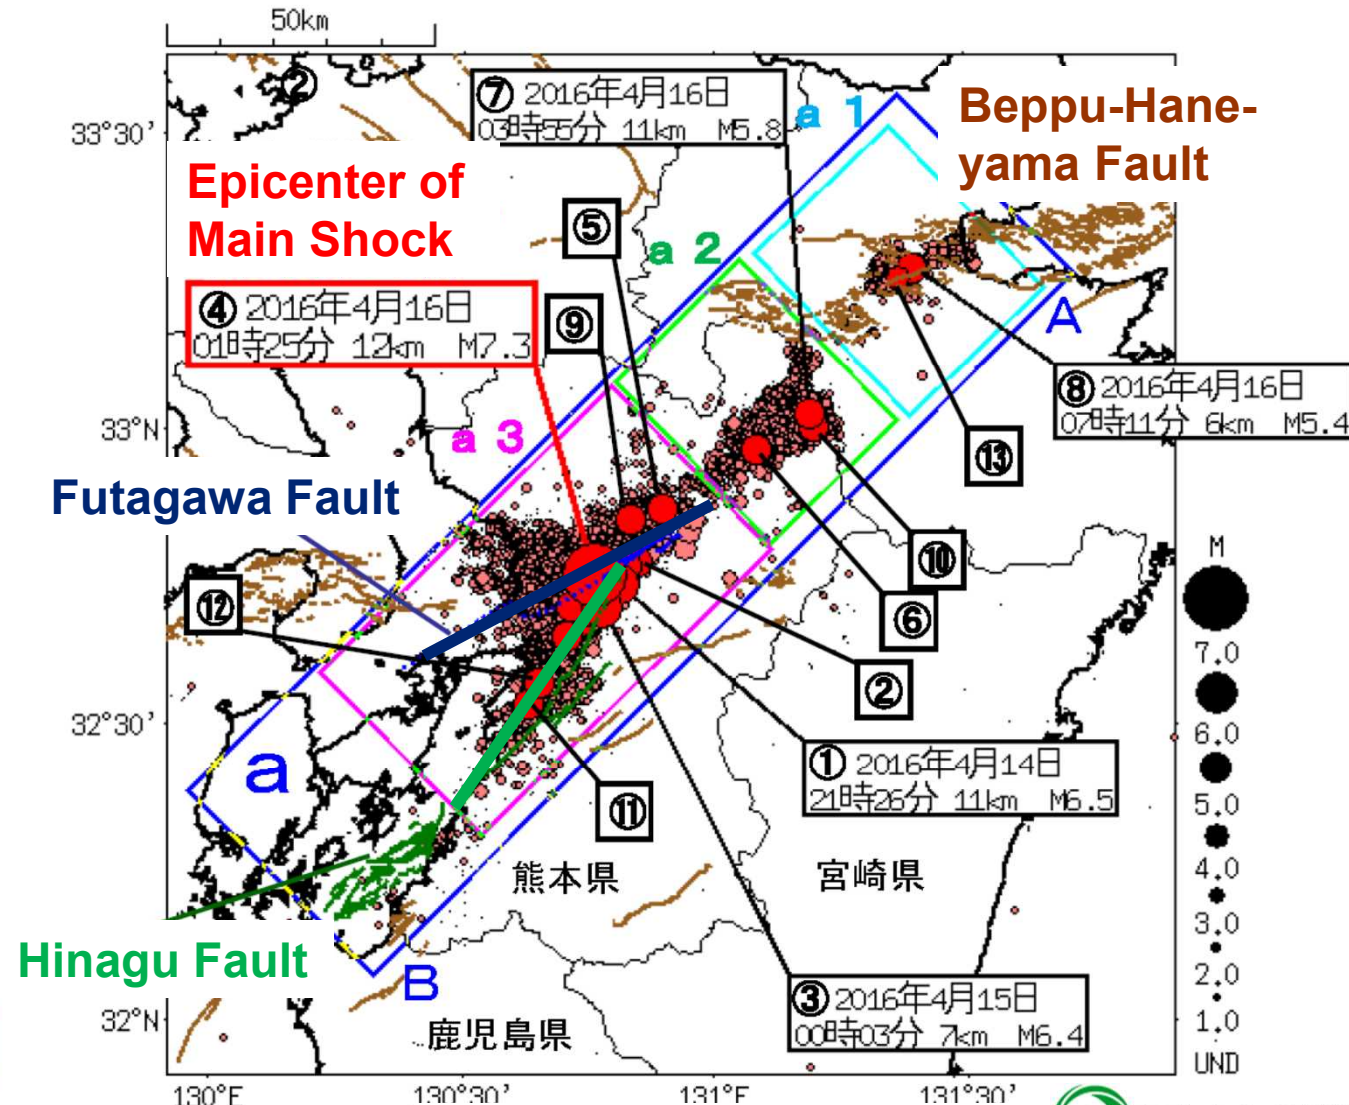 50km
②
⑦ 2016年4月16日
03時55分 11km M5.8
a 1
Beppu-Hane-
yama Fault
33°30'
Epicenter of
Main Shock
⑤
a 2
④ 2016年4月16日
01時25分 12km M7.3
⑨
A
⑧ 2016年4月16日
07時11分 6km M5.4
33°N
a 3
⑬
Futagawa Fault
⑩
M
⑫
⑥
7.0
②
32°30'
6.0
a
① 2016年4月14日
21時26分 11km M6.5
5.0
⑪
4.0
熊本県
宮崎県
3.0
Hinagu Fault
B
2.0
③ 2016年4月15日
00時03分 7km M6.4
32°N
鹿児島県
1.0
UND
130°E
130°30'
131°E
131°30'